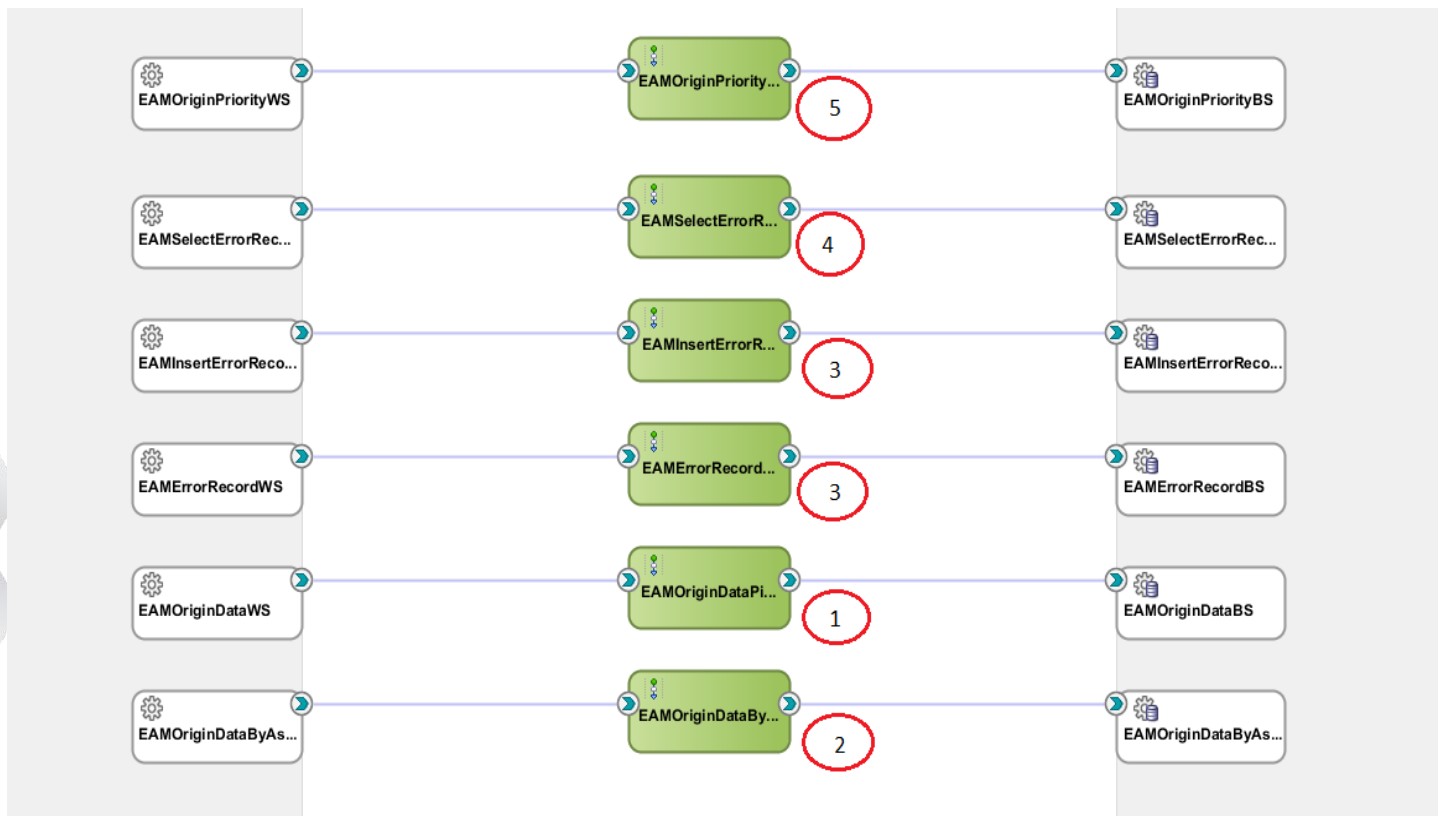 EAMOriginPriorityWS
EAMOriginPriority...
5
EAMOriginPriorityBS
EAMSelectErrorRec...
EAMSelectErrorR...
4
EAMSelectErrorRec...
EAMInsertErrorReco...
EAMInsertErrorR...
3
EAMInsertErrorReco...
EAMErrorRecordWS
EAMErrorRecord...
3
EAMErrorRecordBS
EAMOriginDataWS
EAMOriginDataPi...
1
EAMOriginDataBS
EAMOriginDataByAs...
EAMOriginDataBy...
2
EAMOriginDataByAs...